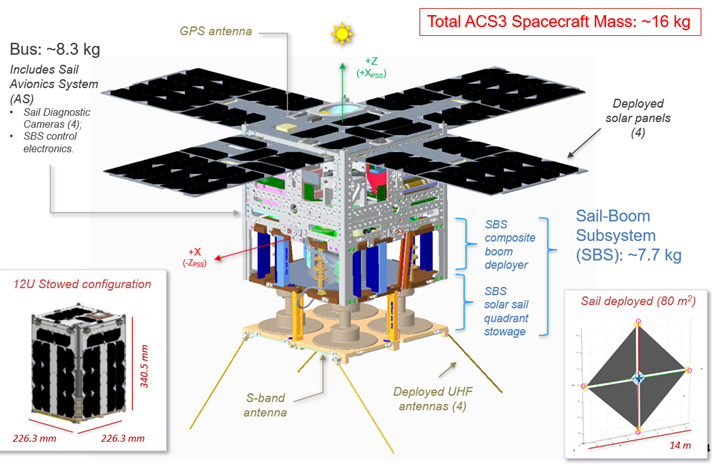 Total ACS3 Spacecraft Mass: ~16 kg
GPS antenna
Bus: ~8.3 kg
Includes Sail
Avionics System
(AS)
• Sail Diagnostic
Cameras (4);
• SBS control
electronics.
+Z
(+X_PSS)
Deployed
solar panels
(4)
+X
(-Z_PSS)
SBS
composite
boom
deployer
Sail-Boom
Subsystem
(SBS): ~7.7 kg
SBS
solar sail
quadrant
stowage
12U Stowed configuration
340.5 mm
226.3 mm
226.3 mm
S-band
antenna
Deployed UHF
antennas (4)
Sail deployed (80 m²)
14 m
4